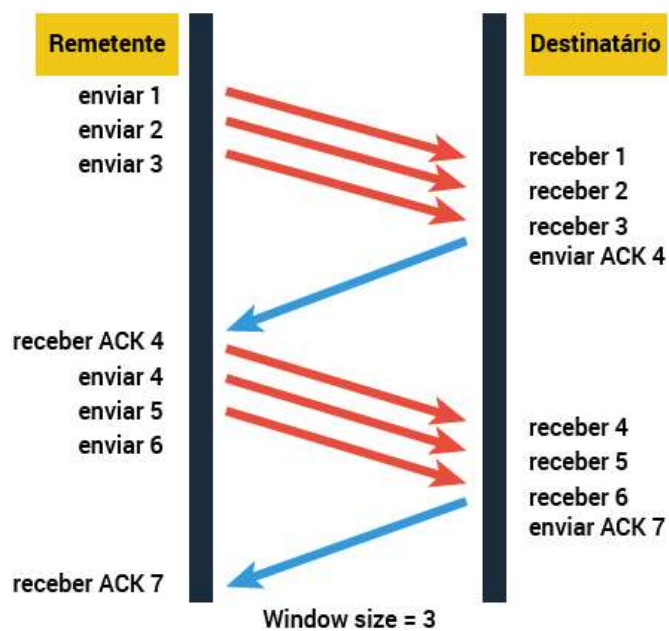 Remetente
Destinatário
enviar 1
enviar 2
enviar 3
receber 1
receber 2
receber 3
enviar ACK 4
receber ACK 4
enviar 4
enviar 5
enviar 6
receber 4
receber 5
receber 6
enviar ACK 7
receber ACK 7
Window size = 3